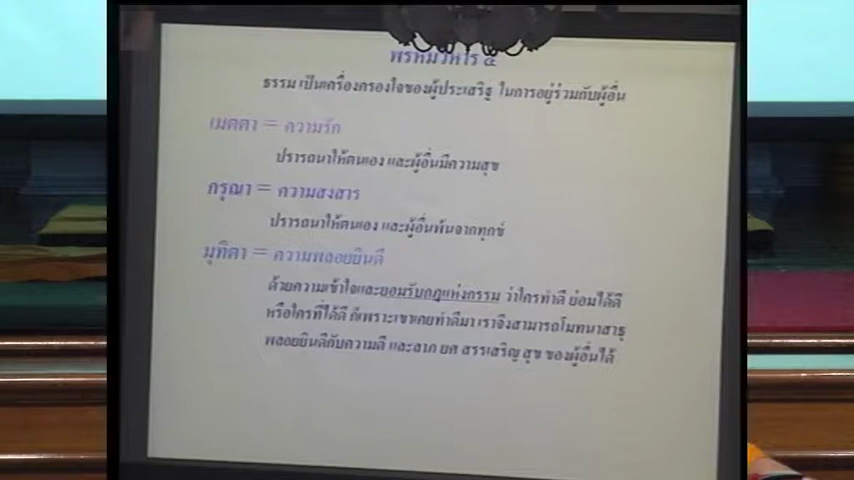 พรหมวิหาร ๔
ธรรมเป็นเครื่องครองใจของผู้ประเสริฐ ในการอยู่ร่วมกับผู้อื่น
เมตตา = ความรัก
ปรารถนาให้ตนเอง และผู้อื่นมีความสุข
กรุณา = ความสงสาร
ปรารถนาให้ตนเอง และผู้อื่นพ้นจากทุกข์
มุทิตา = ความพลอยยินดี
ด้วยความเข้าใจและยอมรับกฎแห่งกรรม ว่าใครทำดี ย่อมได้ดี
หรือใครที่ได้ดี ก็เพราะเขาเคยทำดีมา เราจึงสามารถโมทนาสาธุ
พลอยยินดีกับความดี และลาภ ยศ สรรเสริญ สุข ของผู้อื่นได้